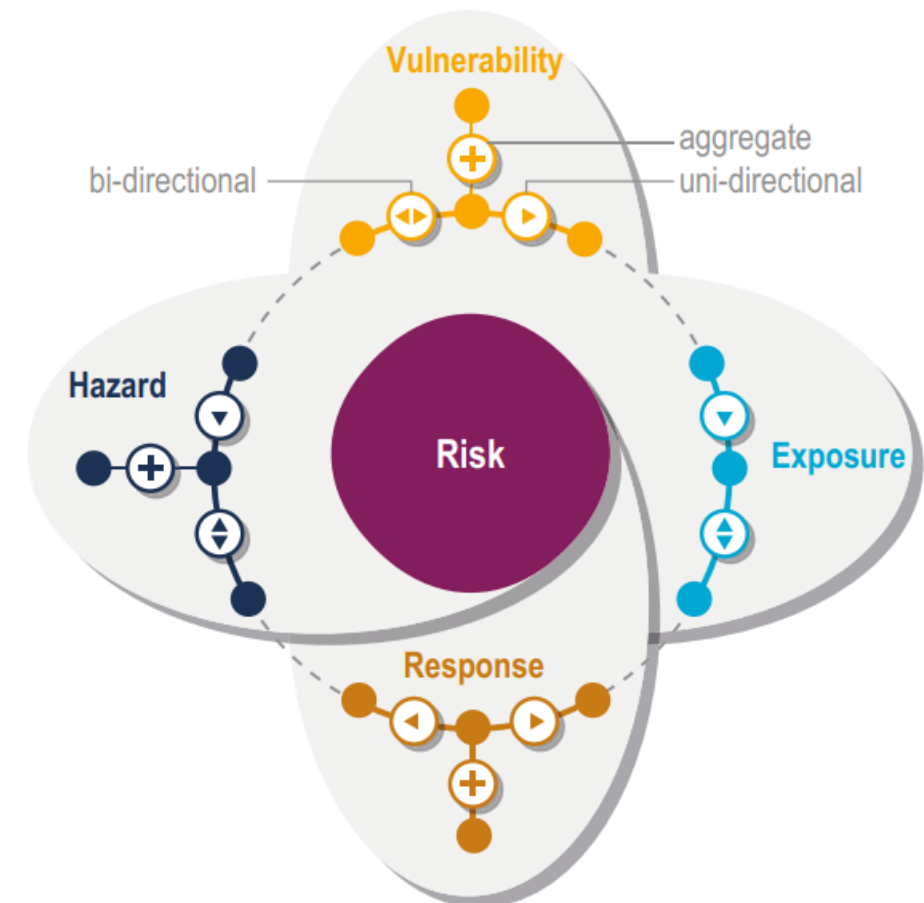 Vulnerability
aggregate
bi-directional
uni-directional
Hazard
Risk
Exposure
Response